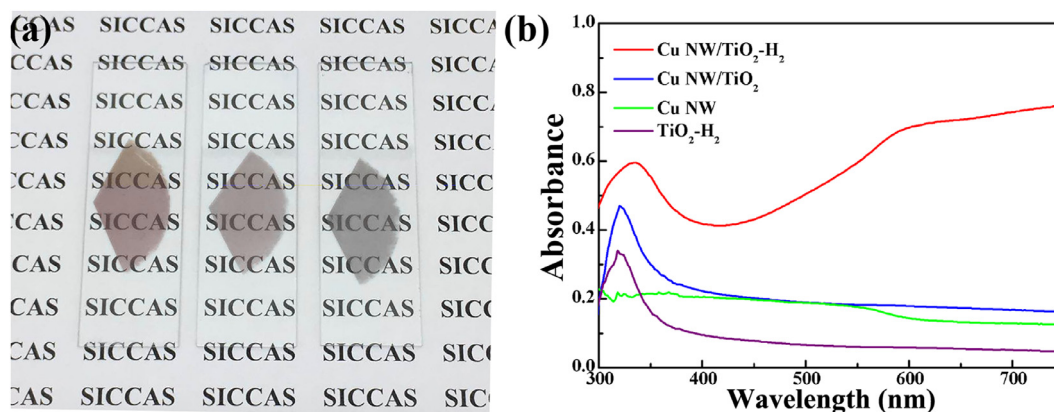 (a)CCAS SICCAS SICCAS SICCAS SICC
CCAS SICCAS SICCAS SICCAS SICC
CCAS SICCAS SICCAS SICCAS SICC
CCAS SICCAS SICCAS SICCAS SICC
CCAS SICCAS SICCAS SICCAS SICC
CCAS SICCAS SICCAS SICCAS SICC
CAS SICCAS SICCAS SICCAS SICC
CAS SICCAS SICCAS SICCAS SICC
CAS SICCAS SICCAS SICCAS SICC
CAS SICCAS SICCAS SICCAS SICCA
(b)
Cu NW/TiO₂-H₂
Cu NW/TiO₂
Cu NW
TiO₂-H₂
Absorbance
1.0
0.8
0.6
0.4
0.2
0.0
300 400 500 600 700
Wavelength (nm)